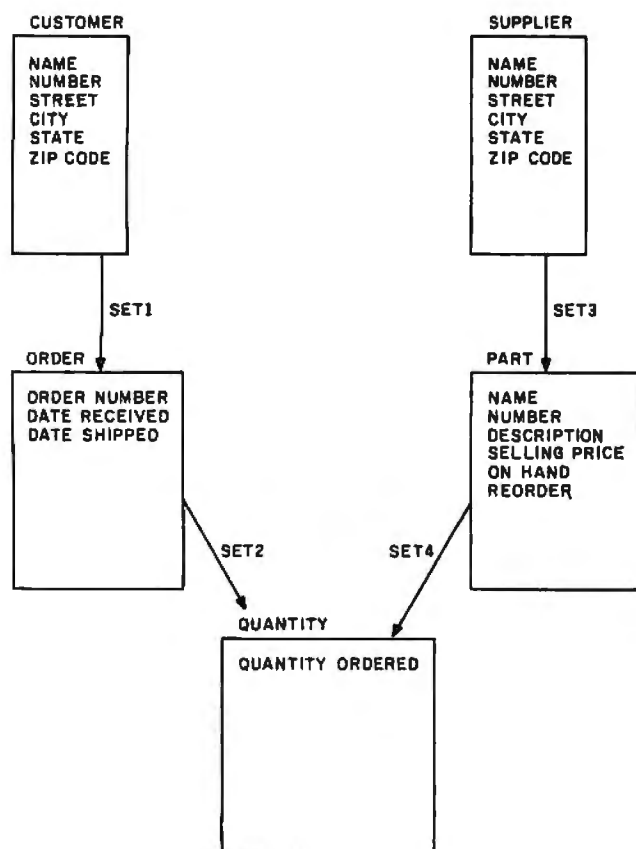 CUSTOMER
NAME
NUMBER
STREET
CITY
STATE
ZIP CODE
SUPPLIER
NAME
NUMBER
STREET
CITY
STATE
ZIP CODE
SET1
SET3
ORDER
ORDER NUMBER
DATE RECEIVED
DATE SHIPPED
PART
NAME
NUMBER
DESCRIPTION
SELLING PRICE
ON HAND
REORDER
SET2
SET4
QUANTITY
QUANTITY ORDERED